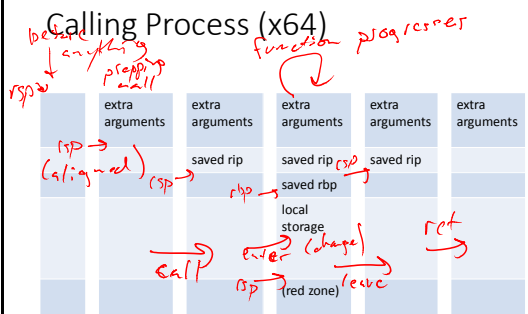 Calling Process (x64)
before
anything
prepping
call
function progresses
rsp
extra
arguments
extra
arguments
extra
arguments
extra
arguments
extra
arguments
rsp
(aligned)
saved rip
rsp
saved rip
rsp
saved rip
rbp
saved rbp
local
storage
call
enter
(change)
leave
ret
rsp
(red zone)